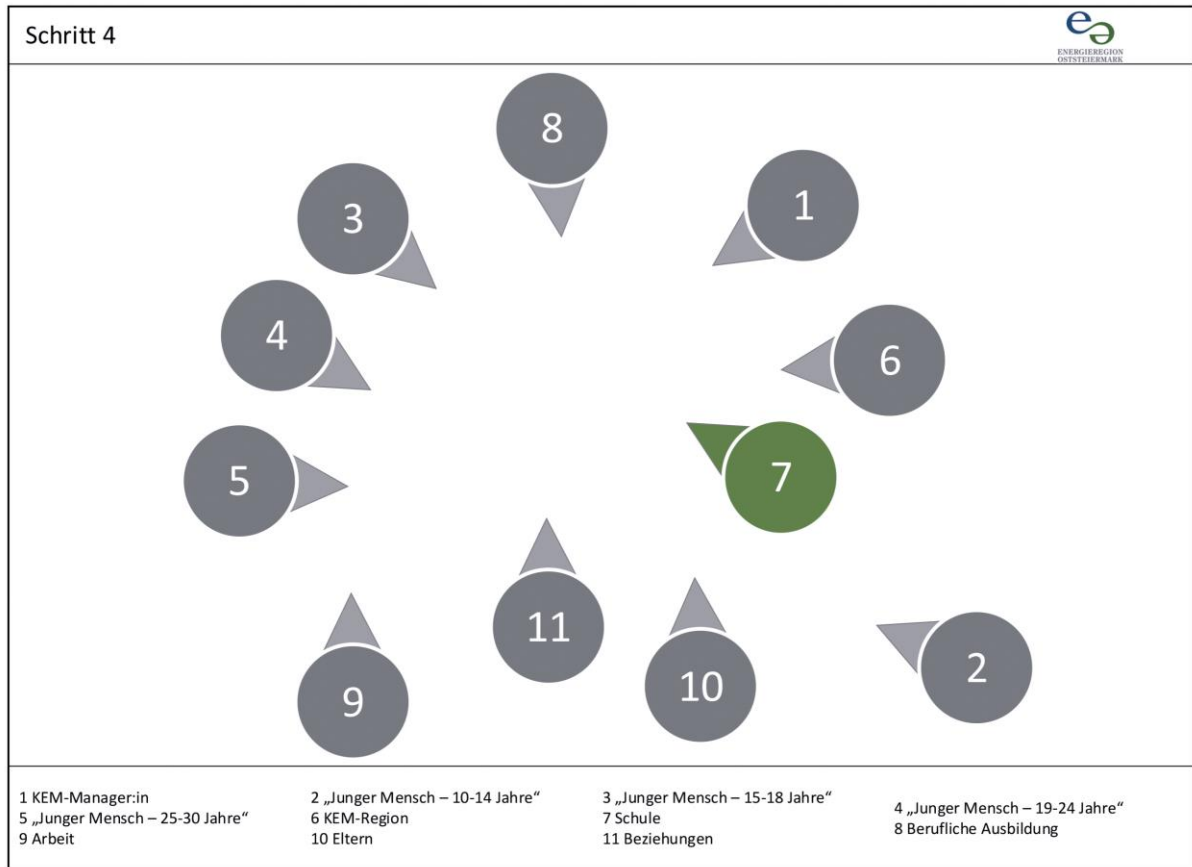 Schritt 4
ENERGIEREGION
OSTSTEIERMARK
8
3
1
4
6
5
7
11
10
2
9
1 KEM-Manager:in
2 „Junger Mensch – 10-14 Jahre“
3 „Junger Mensch – 15-18 Jahre“
4 „Junger Mensch – 19-24 Jahre“
5 „Junger Mensch – 25-30 Jahre“
6 KEM-Region
7 Schule
8 Berufliche Ausbildung
9 Arbeit
10 Eltern
11 Beziehungen